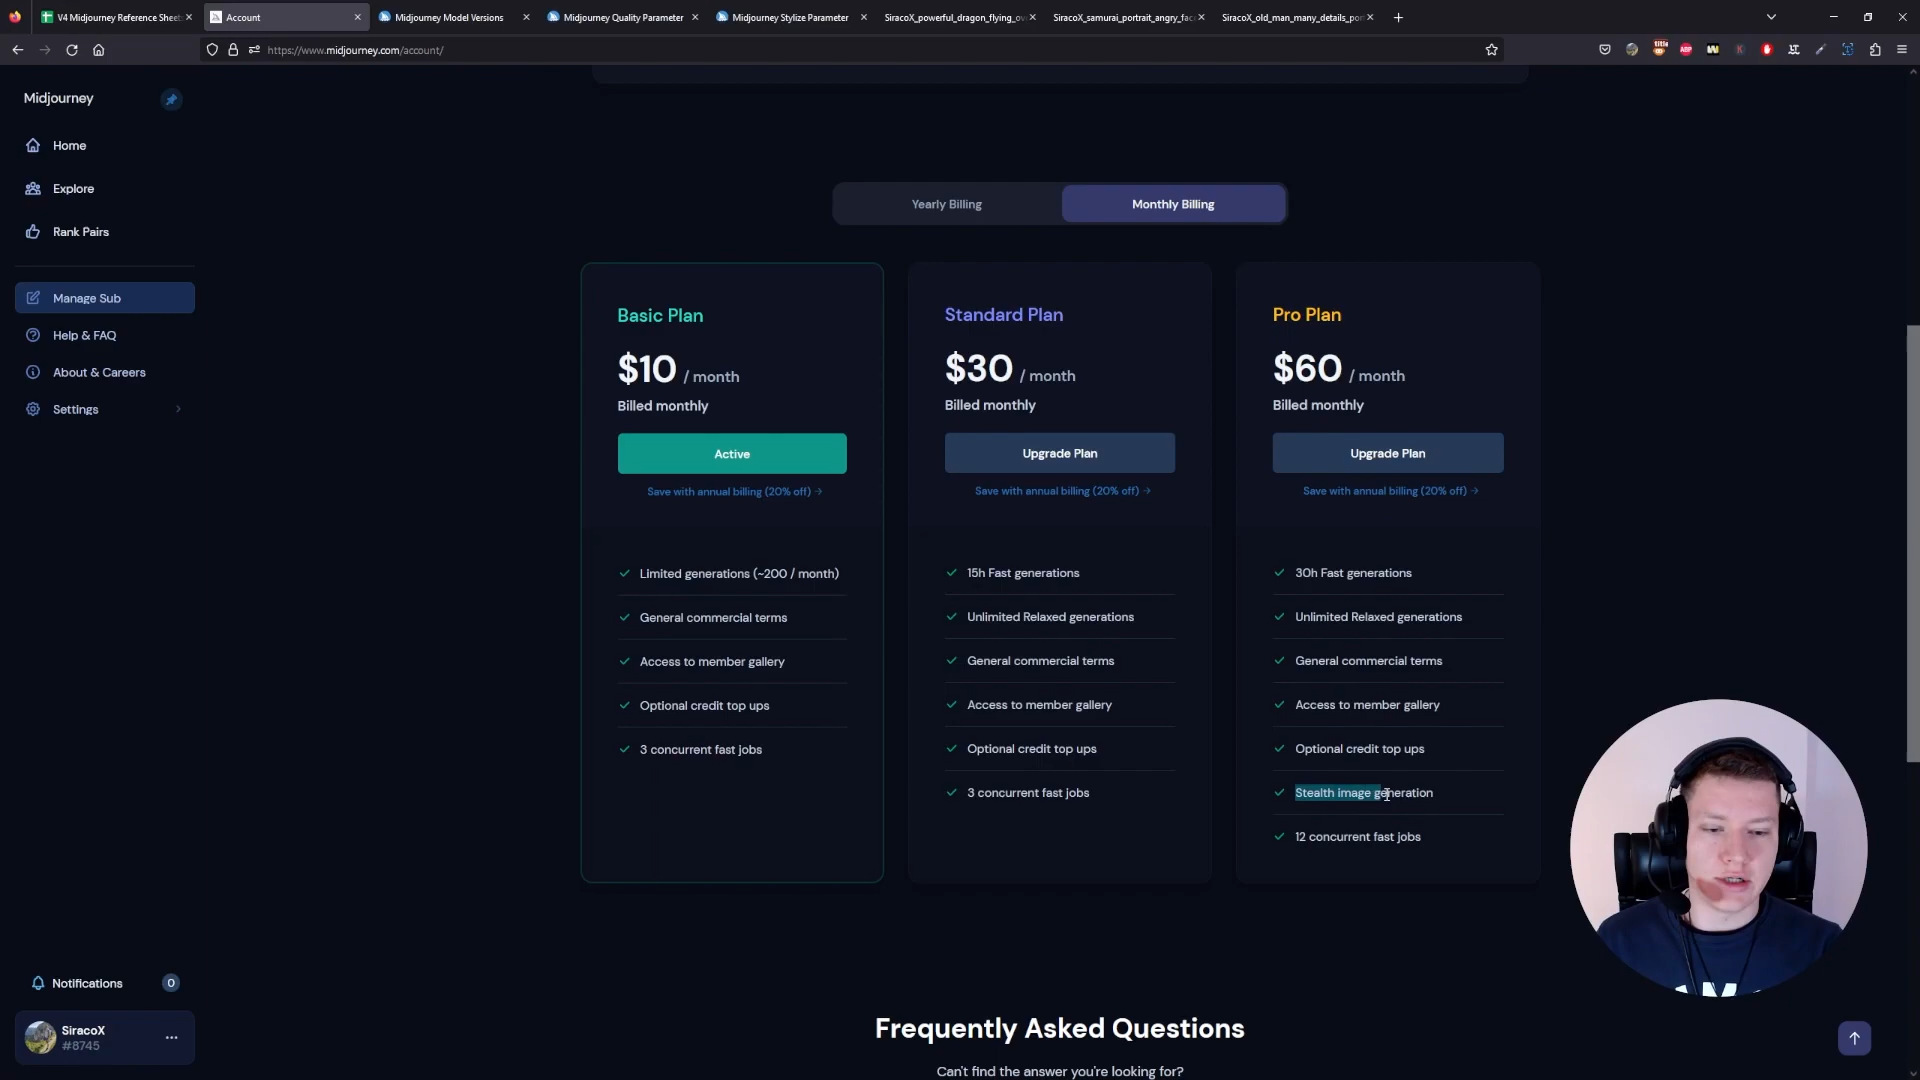 V4 Midjourney Reference Sheet
Account
Midjourney Model Versions
Midjourney Quality Parameter
Midjourney Stylize Parameter
SiracoX_powerful_dragon_flying_ov
SiracoX_samurai_portrait_angry_fac
SiracoX_old_man_many_details_por
https://www.midjourney.com/account/
Midjourney
Home
Explore
Rank Pairs
Manage Sub
Help & FAQ
About & Careers
Settings
Notifications
0
SiracoX
#8745
Yearly Billing
Monthly Billing
Basic Plan
$10 / month
Billed monthly
Active
Save with annual billing (20% off) →
Limited generations (~200 / month)
General commercial terms
Access to member gallery
Optional credit top ups
3 concurrent fast jobs
Standard Plan
$30 / month
Billed monthly
Upgrade Plan
Save with annual billing (20% off) →
15h Fast generations
Unlimited Relaxed generations
General commercial terms
Access to member gallery
Optional credit top ups
3 concurrent fast jobs
Pro Plan
$60 / month
Billed monthly
Upgrade Plan
Save with annual billing (20% off) →
30h Fast generations
Unlimited Relaxed generations
General commercial terms
Access to member gallery
Optional credit top ups
Stealth image generation
12 concurrent fast jobs
Frequently Asked Questions
Can't find the answer you're looking for?